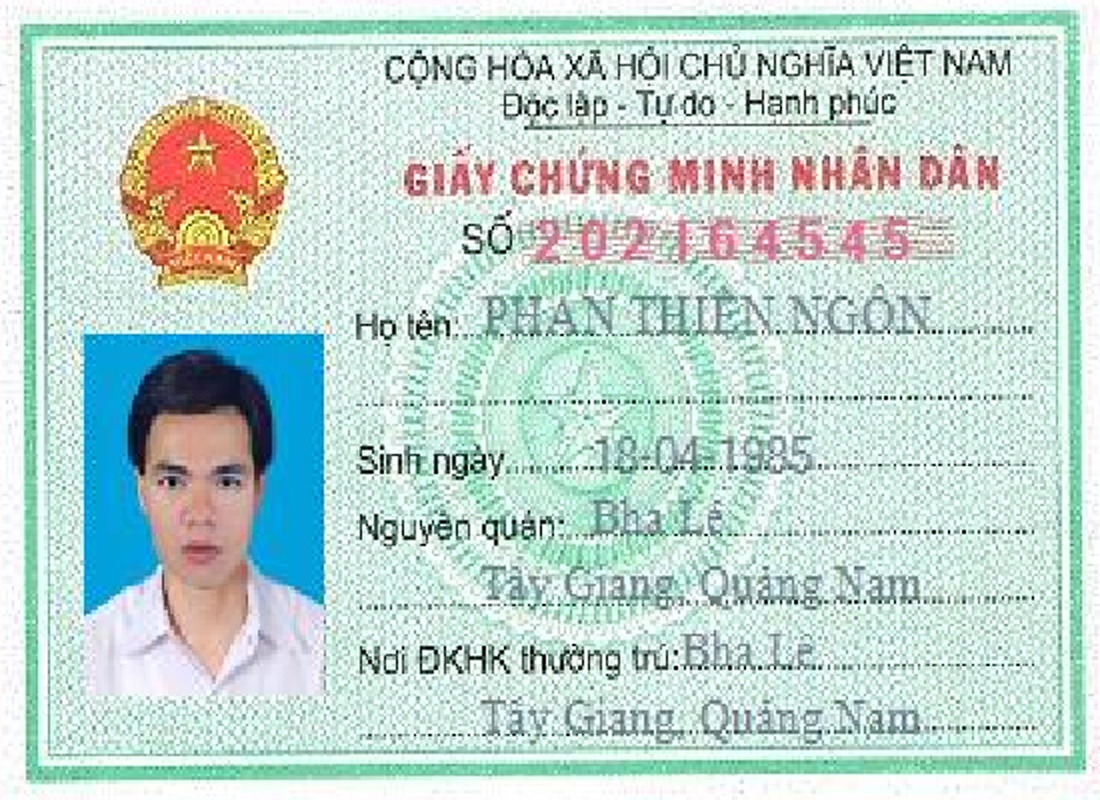 CỘNG HÒA XÃ HỘI CHỦ NGHĨA VIỆT NAM
Độc lập - Tự do - Hạnh phúc
GIẤY CHỨNG MINH NHÂN DÂN
SỐ 202164545
Họ tên: PHAN THIÊN NGÔN
Sinh ngày 18-04-1985
Nguyên quán: Bha Lê
Tây Giang, Quảng Nam
Nơi ĐKHK thường trú: Bha Lê
Tây Giang, Quảng Nam